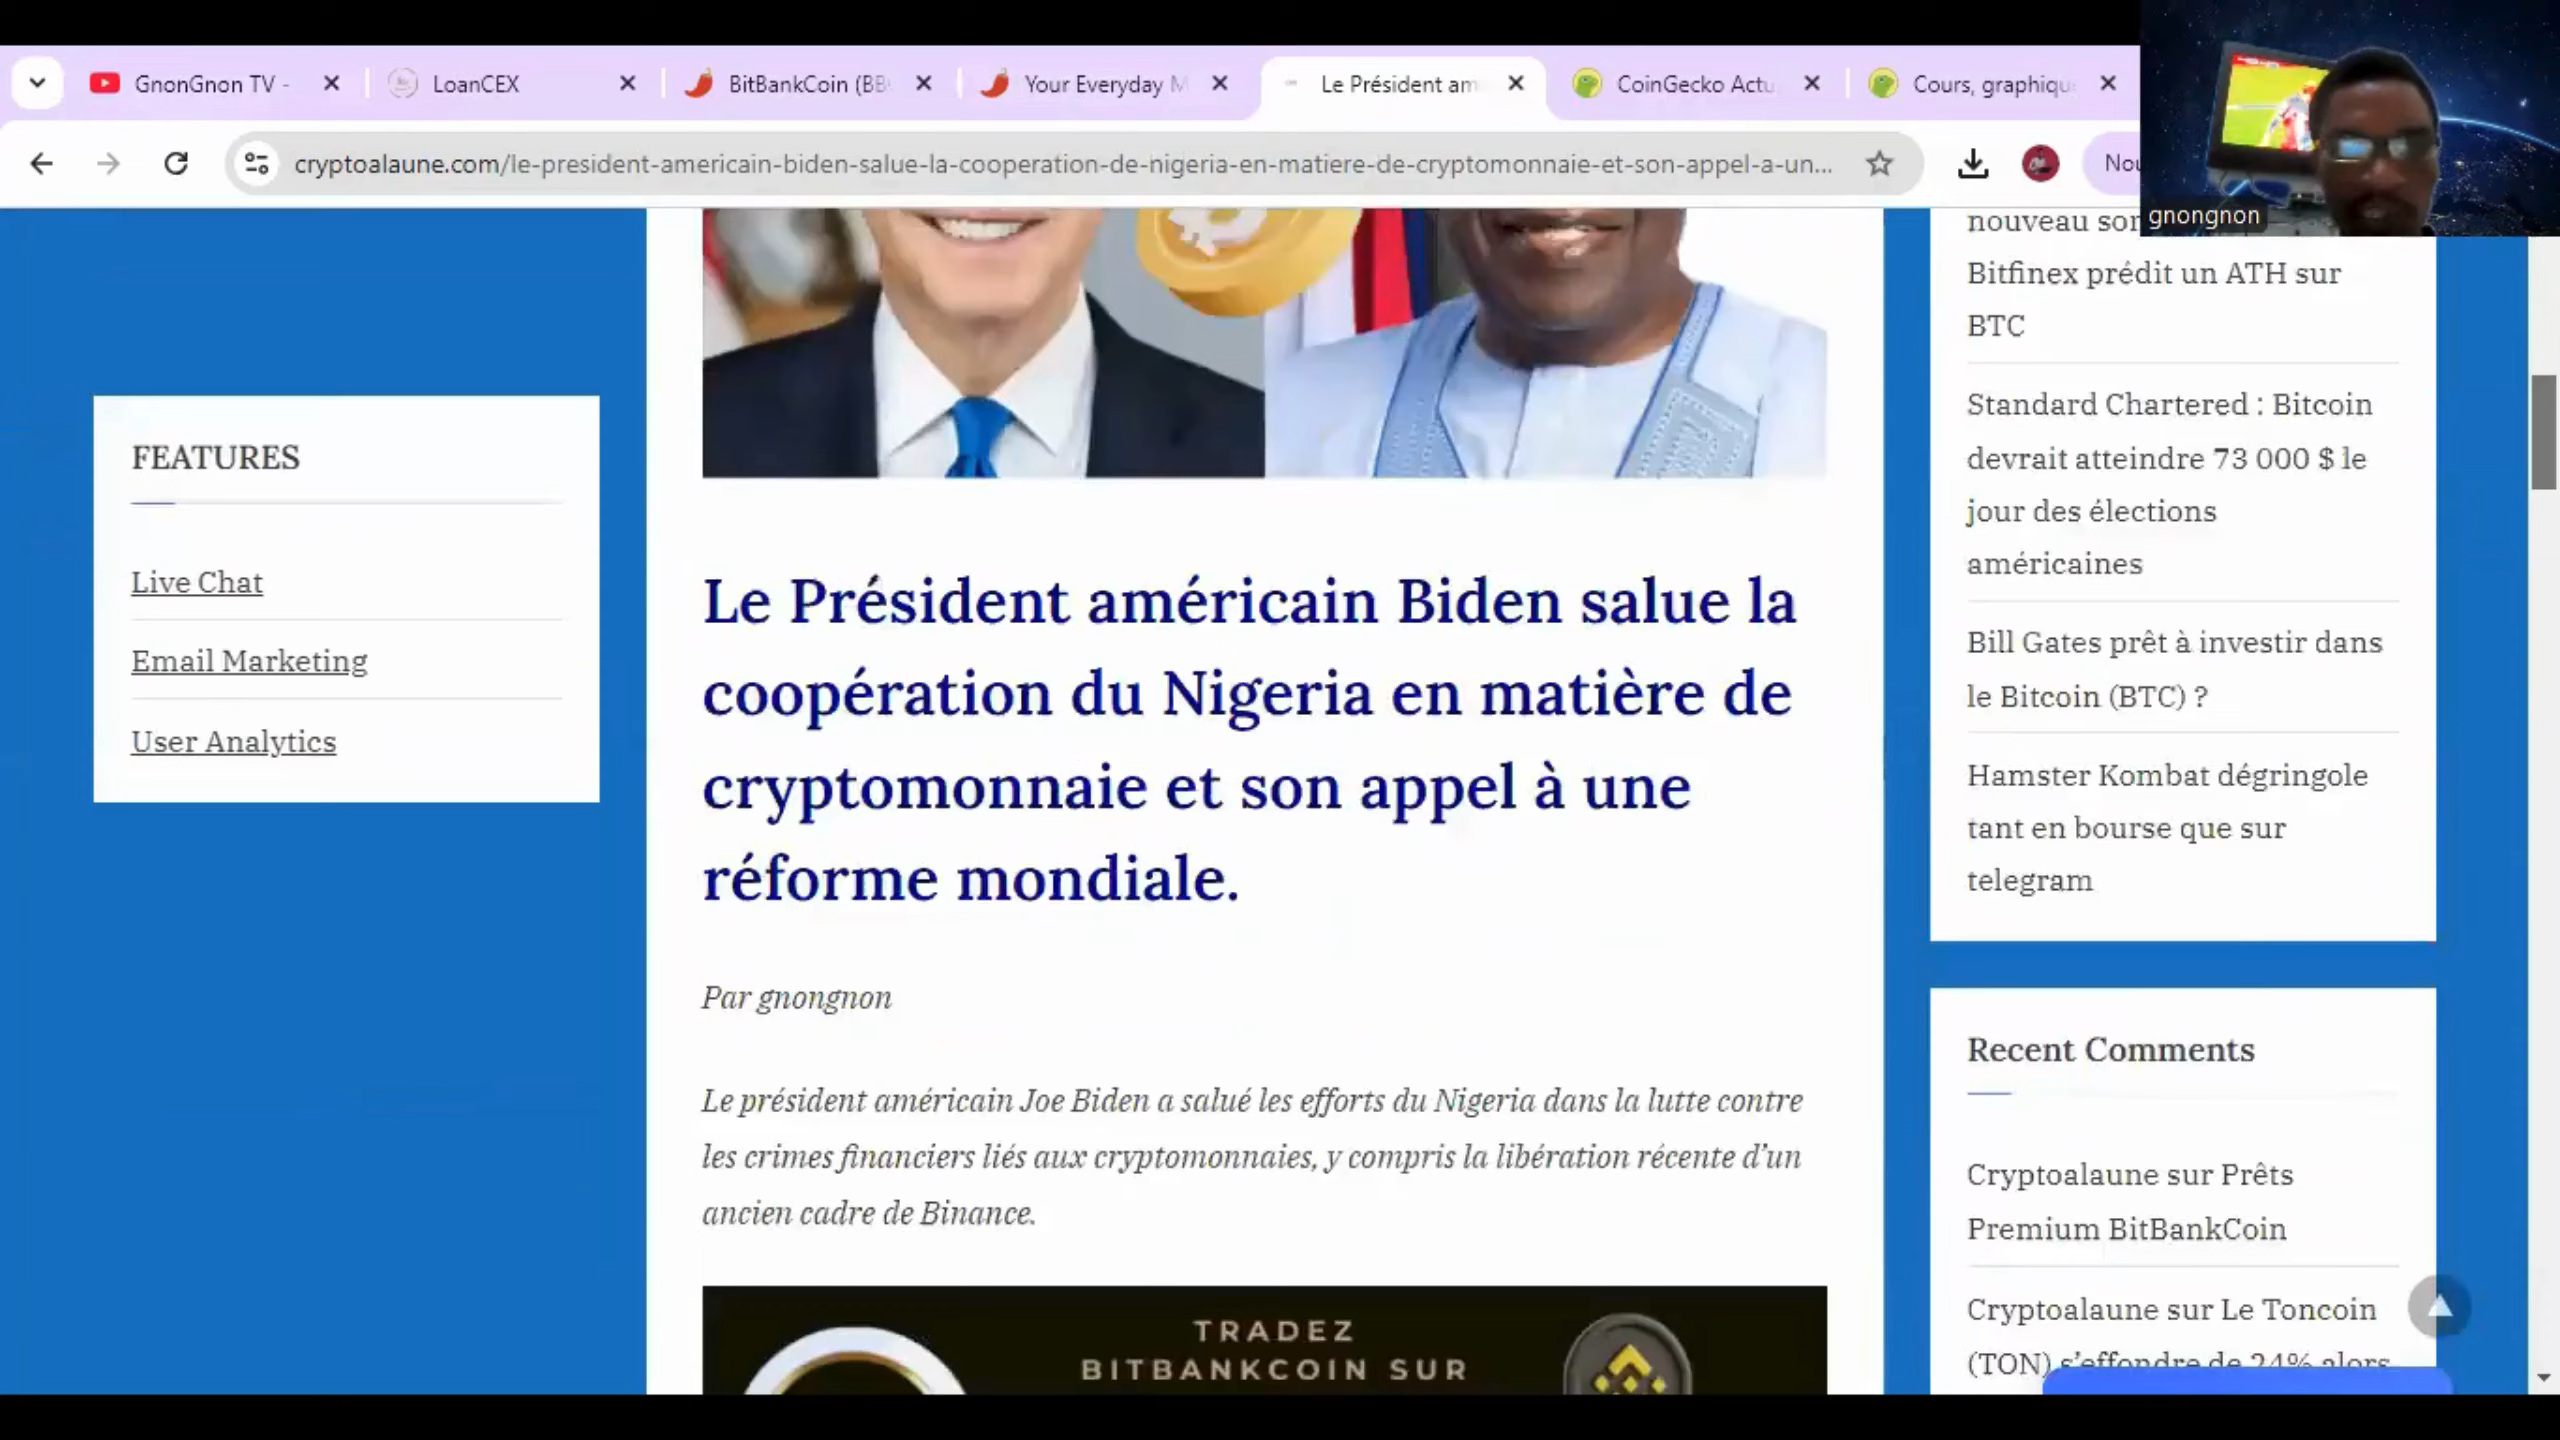 GnonGnon TV -
LoanCEX
BitBankCoin (BB
Your Everyday M
Le Président am
CoinGecko Actu
Cours, graphiqu
cryptoalaune.com/le-president-americain-biden-salue-la-cooperation-de-nigeria-en-matiere-de-cryptomonnaie-et-son-appel-a-un...
Nou
gnongnon
FEATURES
Live Chat
Email Marketing
User Analytics
Le Président américain Biden salue la
coopération du Nigeria en matière de
cryptomonnaie et son appel à une
réforme mondiale.
Par gnongnon
Le président américain Joe Biden a salué les efforts du Nigeria dans la lutte contre
les crimes financiers liés aux cryptomonnaies, y compris la libération récente d'un
ancien cadre de Binance.
TRADEZ
BITBANKCOIN SUR
nouveau so
Bitfinex prédit un ATH sur
BTC
Standard Chartered : Bitcoin
devrait atteindre 73 000 $ le
jour des élections
américaines
Bill Gates prêt à investir dans
le Bitcoin (BTC) ?
Hamster Kombat dégringole
tant en bourse que sur
telegram
Recent Comments
Cryptoalaune sur Prêts
Premium BitBankCoin
Cryptoalaune sur Le Toncoin
(TON) s'effondre de 24% alors